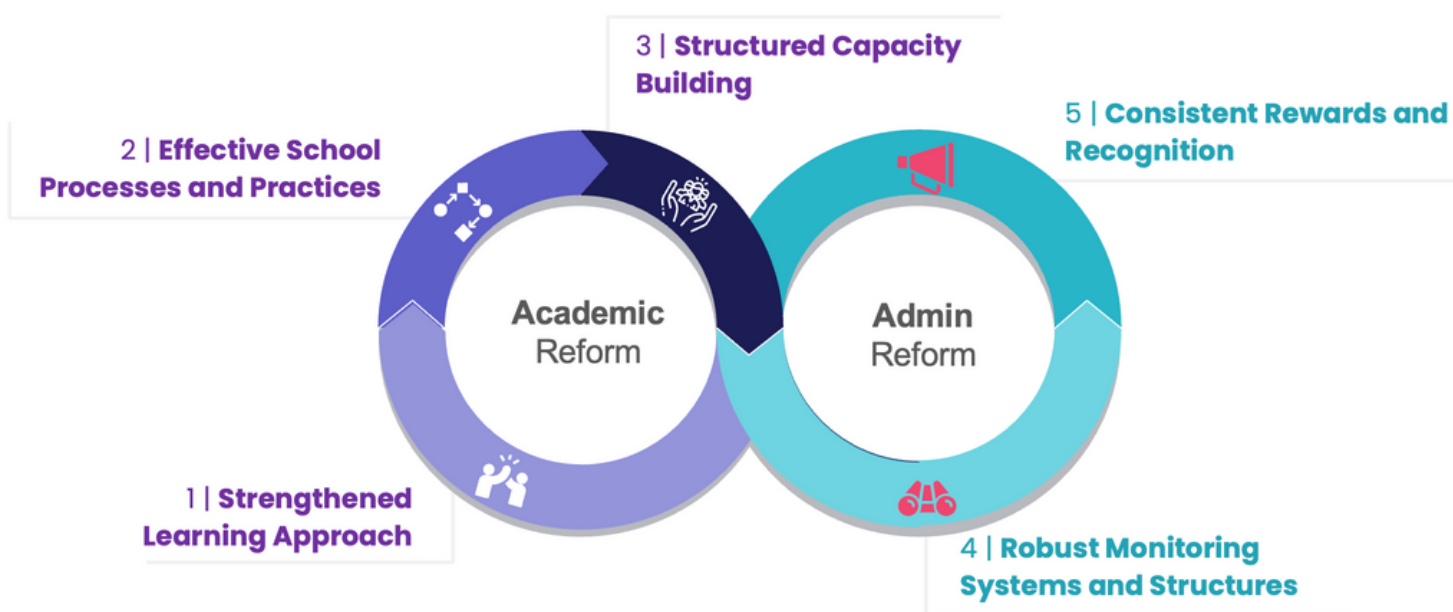 3 | Structured Capacity
Building
5 | Consistent Rewards and
Recognition
2 | Effective School
Processes and Practices
Academic
Reform
Admin
Reform
1 | Strengthened
Learning Approach
4 | Robust Monitoring
Systems and Structures